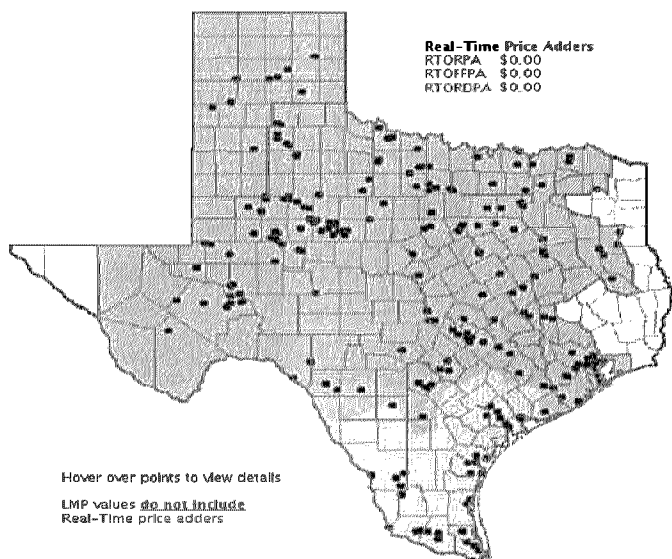 Real-Time Price Adders
RTORPA $0.00
RTOFFPA $0.00
RTORDPA $0.00
Hover over points to view details
LMP values do not include
Real-Time price adders